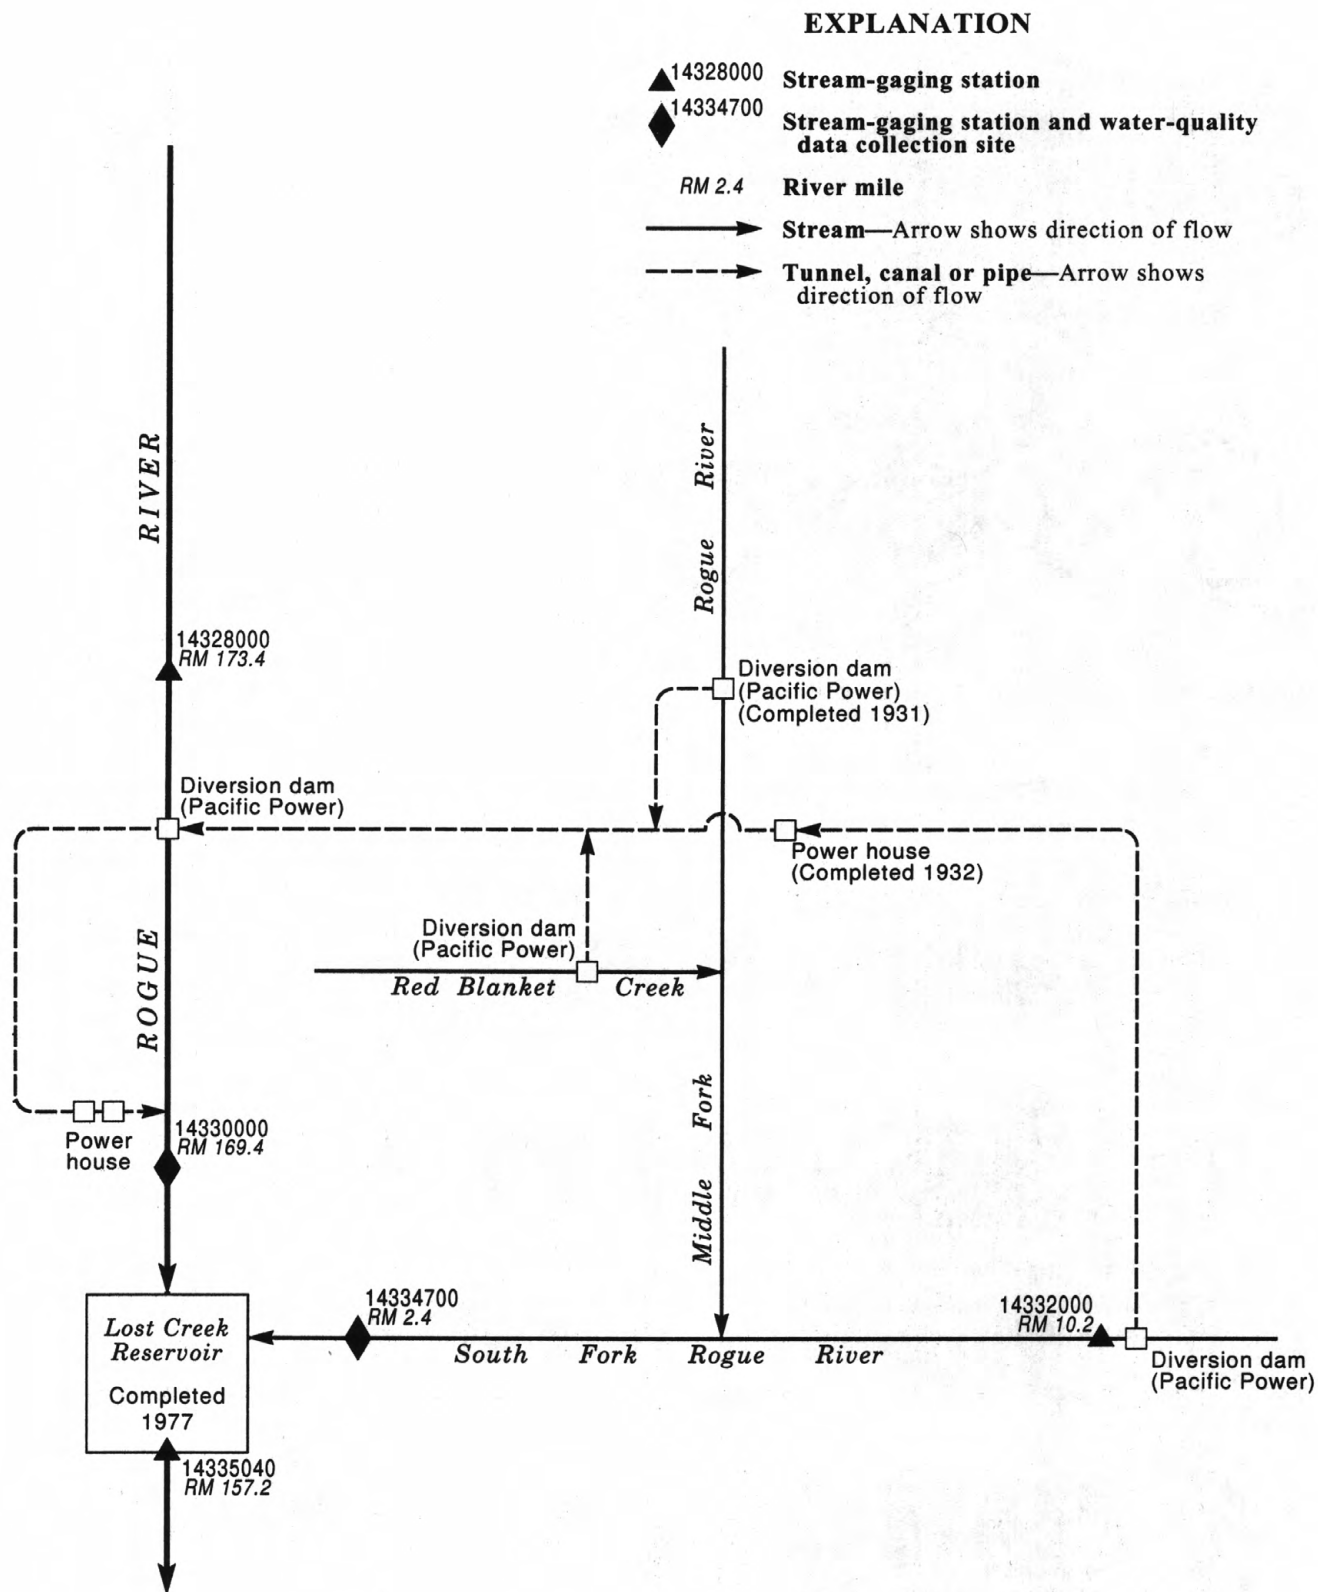 EXPLANATION
14328000 Stream-gaging station
14334700 Stream-gaging station and water-quality
data collection site
RM 2.4 River mile
Stream—Arrow shows direction of flow
Tunnel, canal or pipe—Arrow shows
direction of flow
RIVER
Rogue River
14328000
RM 173.4
Diversion dam
(Pacific Power)
(Completed 1931)
Diversion dam
(Pacific Power)
Power house
(Completed 1932)
Diversion dam
(Pacific Power)
Red Blanket Creek
ROGUE
Middle Fork
Power
house
14330000
RM 169.4
14334700
RM 2.4
14332000
RM 10.2
South Fork Rogue River
Diversion dam
(Pacific Power)
Lost Creek
Reservoir
Completed
1977
14335040
RM 157.2